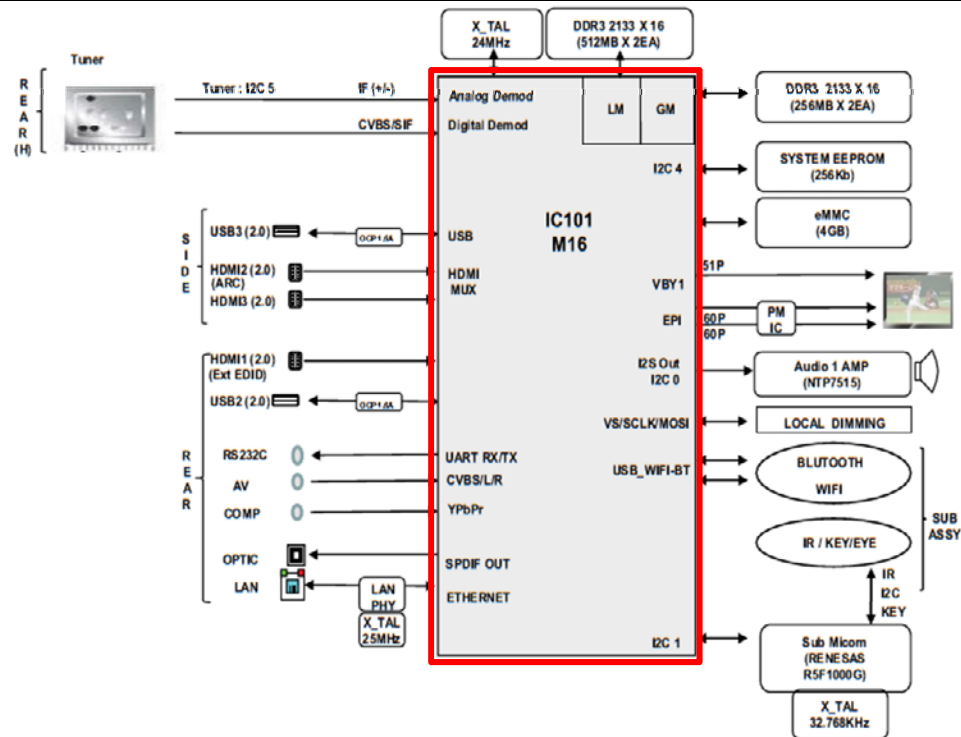 X_TAL
24MHz
DDR3 2133 X 16
(512MB X 2EA)
Tuner
R
E
A
R
(H)
Tuner : I2C 5
IF (+/-)
CVBS/SIF
Analog Demod
Digital Demod
LM
GM
DDR3 2133 X 16
(256MB X 2EA)
I2C 4
SYSTEM EEPROM
(256Kb)
eMMC
(4GB)
IC101
M16
S
I
D
E
USB3 (2.0)
OCP1.5A
USB
HDMI2 (2.0)
(ARC)
HDMI3 (2.0)
HDMI
MUX
VBY1
51P
EPI
60P
60P
PM
IC
HDMI1 (2.0)
(Ext EDID)
USB2 (2.0)
OCP1.5A
I2S Out
I2C 0
Audio 1 AMP
(NTP7515)
VS/SCLK/MOSI
LOCAL DIMMING
R
E
A
R
RS232C
UART RX/TX
AV
CVBS/L/R
COMP
YPbPr
OPTIC
SPDIF OUT
LAN
LAN
PHY
X_TAL
25MHz
ETHERNET
USB_WIFI-BT
BLUTOOTH
WIFI
IR / KEY/EYE
SUB
ASSY
IR
I2C
KEY
I2C 1
Sub Micom
(RENESAS
R5F1000G)
X_TAL
32.768KHz